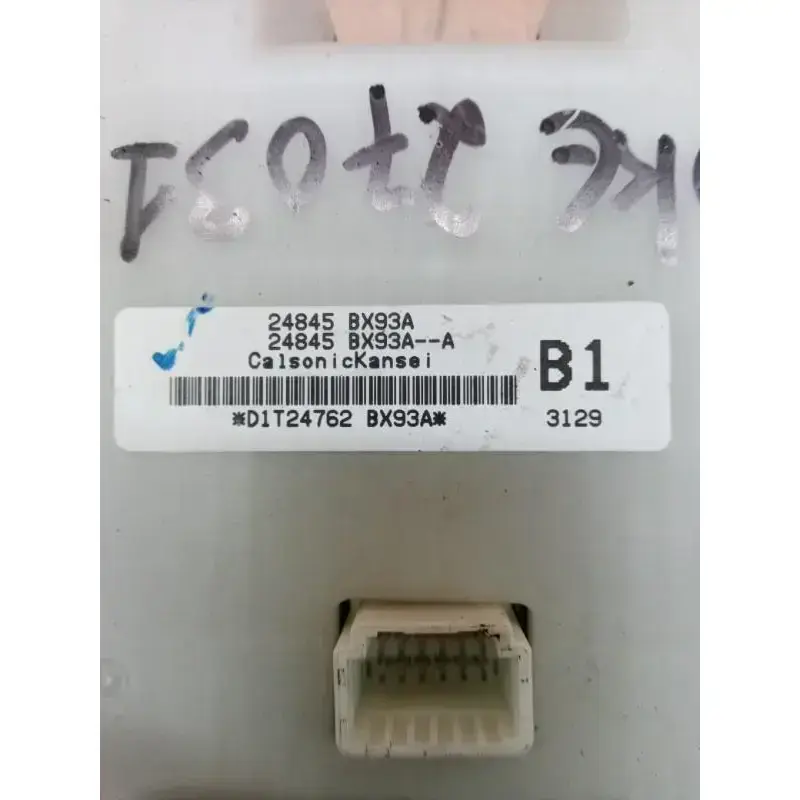 24845 BX93A
24845 BX93A--A
CalsonicKansei
B1
*D1T24762 BX93A*
3129